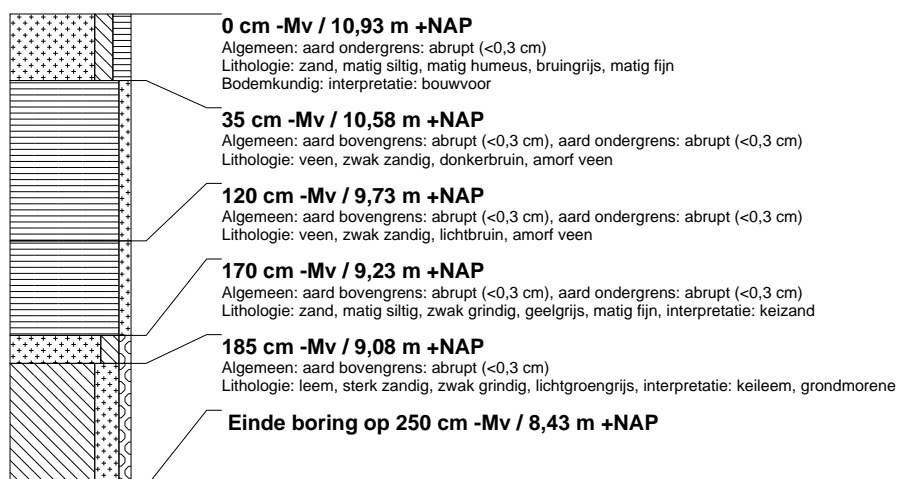 0 cm -Mv / 10,93 m +NAP
Algemeen: aard ondergrens: abrupt (<0,3 cm)
Lithologie: zand, matig siltig, matig humeus, bruingrijs, matig fijn
Bodemkundig: interpretatie: bouwvoor
35 cm -Mv / 10,58 m +NAP
Algemeen: aard bovengrens: abrupt (<0,3 cm), aard ondergrens: abrupt (<0,3 cm)
Lithologie: veen, zwak zandig, donkerbruin, amorf veen
120 cm -Mv / 9,73 m +NAP
Algemeen: aard bovengrens: abrupt (<0,3 cm), aard ondergrens: abrupt (<0,3 cm)
Lithologie: veen, zwak zandig, lichtbruin, amorf veen
170 cm -Mv / 9,23 m +NAP
Algemeen: aard bovengrens: abrupt (<0,3 cm), aard ondergrens: abrupt (<0,3 cm)
Lithologie: zand, matig siltig, zwak grindig, geelgrijs, matig fijn, interpretatie: keizand
185 cm -Mv / 9,08 m +NAP
Algemeen: aard bovengrens: abrupt (<0,3 cm)
Lithologie: leem, sterk zandig, zwak grindig, lichtgroengrijs, interpretatie: keileem, grondmorene
Einde boring op 250 cm -Mv / 8,43 m +NAP